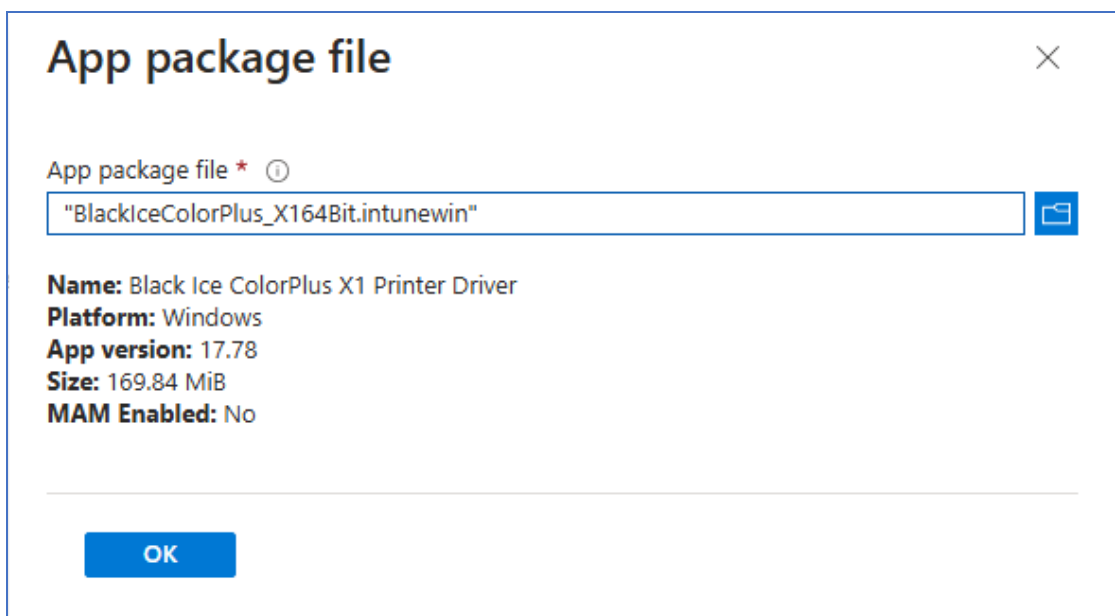 App package file
App package file * 
"BlackIceColorPlus_X164Bit.intunewin"
Name: Black Ice ColorPlus X1 Printer Driver
Platform: Windows
App version: 17.78
Size: 169.84 MiB
MAM Enabled: No
OK